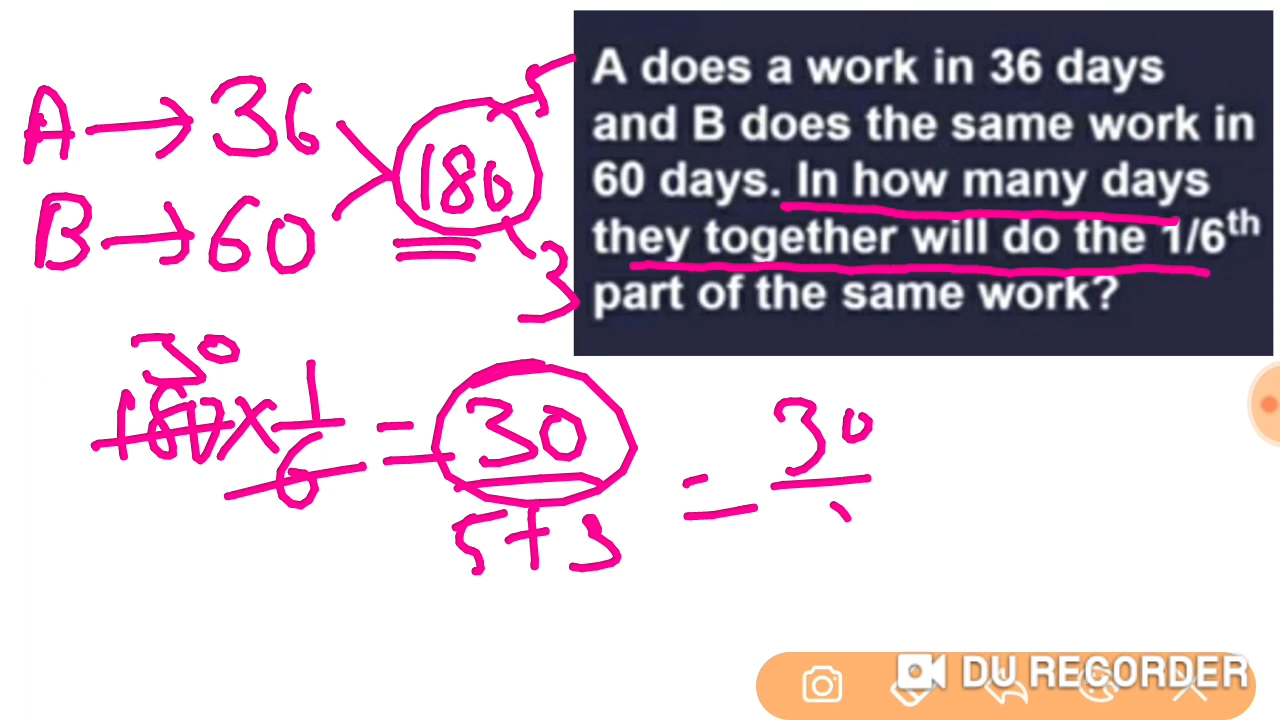 A does a work in 36 days
and B does the same work in
60 days. In how many days
they together will do the 1/6th
part of the same work?
A → 36
B → 60
180
5
3
30
180 × 1/6 = 30/5+3 = 30/
DU RECORDER